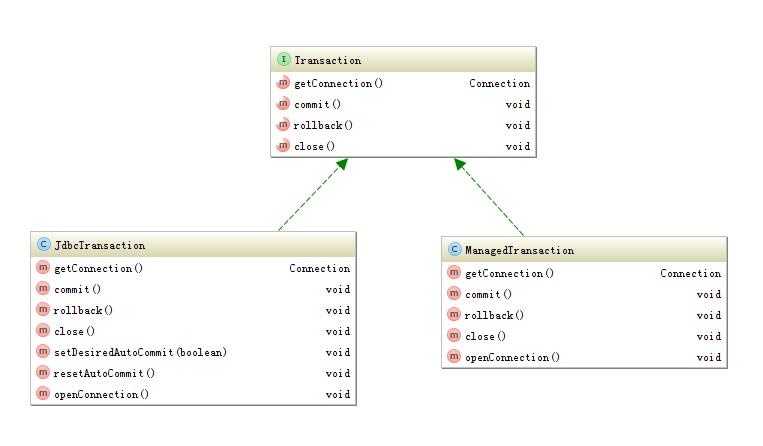 I Transaction
m getConnection() Connection
m commit() void
m rollback() void
m close() void
C JdbcTransaction
m getConnection() Connection
m commit() void
m rollback() void
m close() void
m setDesiredAutoCommit(boolean) void
m resetAutoCommit() void
m openConnection() void
C ManagedTransaction
m getConnection() Connection
m commit() void
m rollback() void
m close() void
m openConnection() void